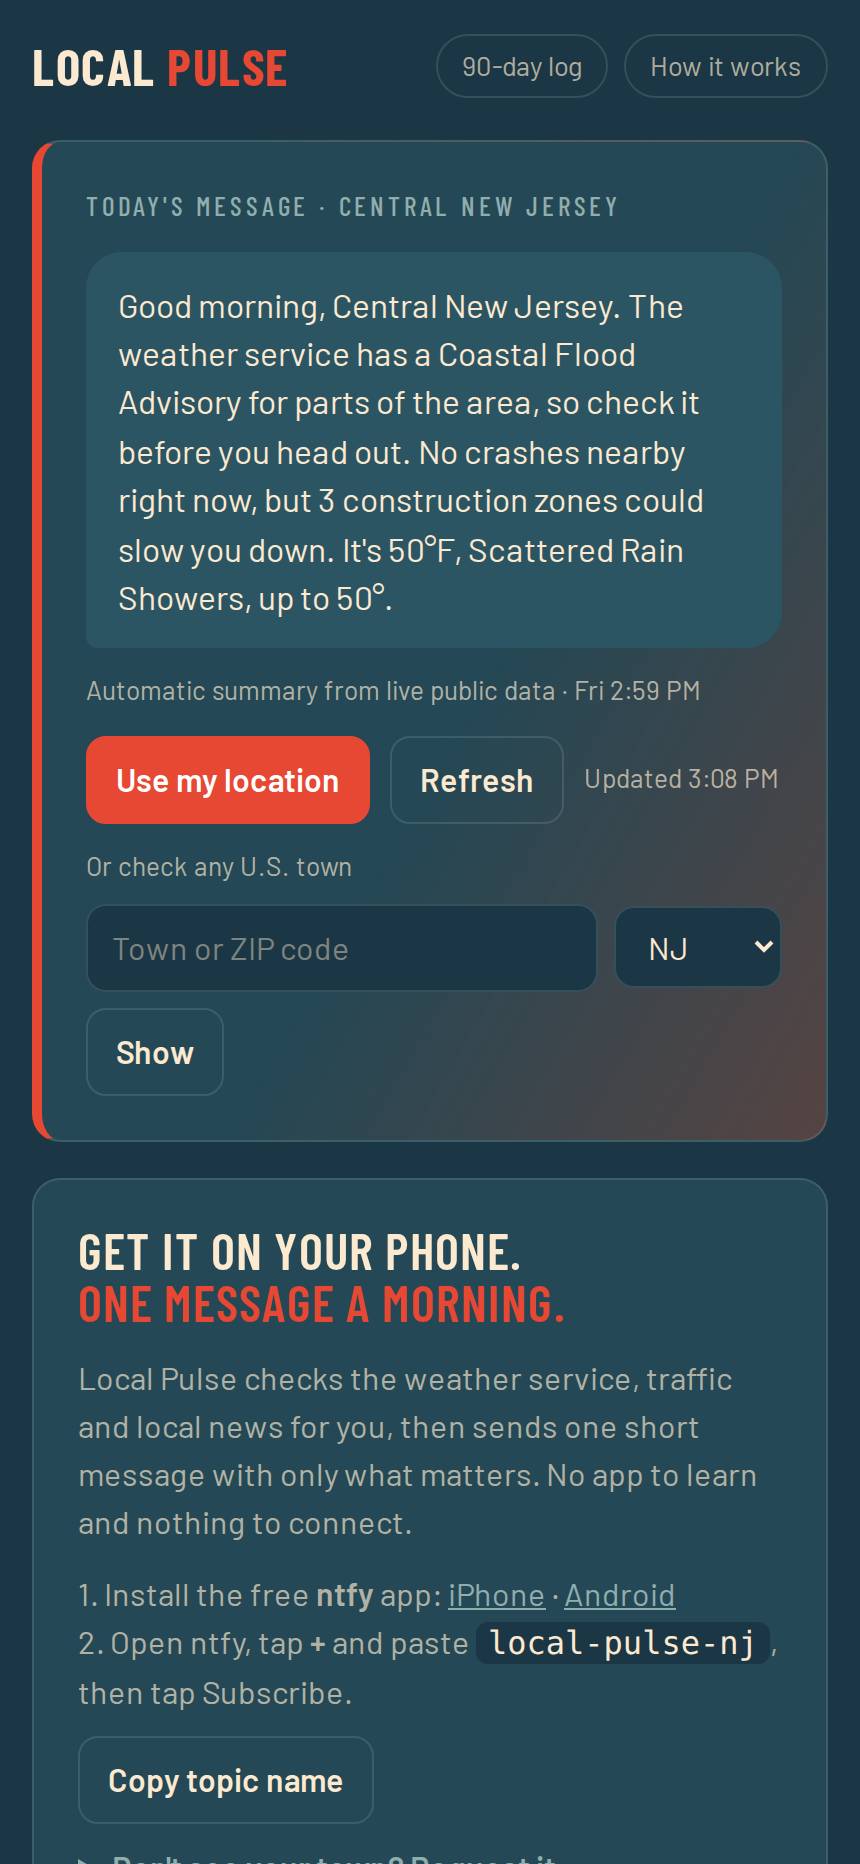 LOCAL PULSE
90-day log
How it works
TODAY'S MESSAGE · CENTRAL NEW JERSEY
Good morning, Central New Jersey. The
weather service has a Coastal Flood
Advisory for parts of the area, so check it
before you head out. No crashes nearby
right now, but 3 construction zones could
slow you down. It's 50°F, Scattered Rain
Showers, up to 50°.
Automatic summary from live public data · Fri 2:59 PM
Use my location
Refresh
Updated 3:08 PM
Or check any U.S. town
Town or ZIP code
NJ
Show
GET IT ON YOUR PHONE.
ONE MESSAGE A MORNING.
Local Pulse checks the weather service, traffic
and local news for you, then sends one short
message with only what matters. No app to learn
and nothing to connect.
1. Install the free ntfy app: iPhone · Android
2. Open ntfy, tap + and paste local-pulse-nj,
then tap Subscribe.
Copy topic name
Don't see your town? Request it